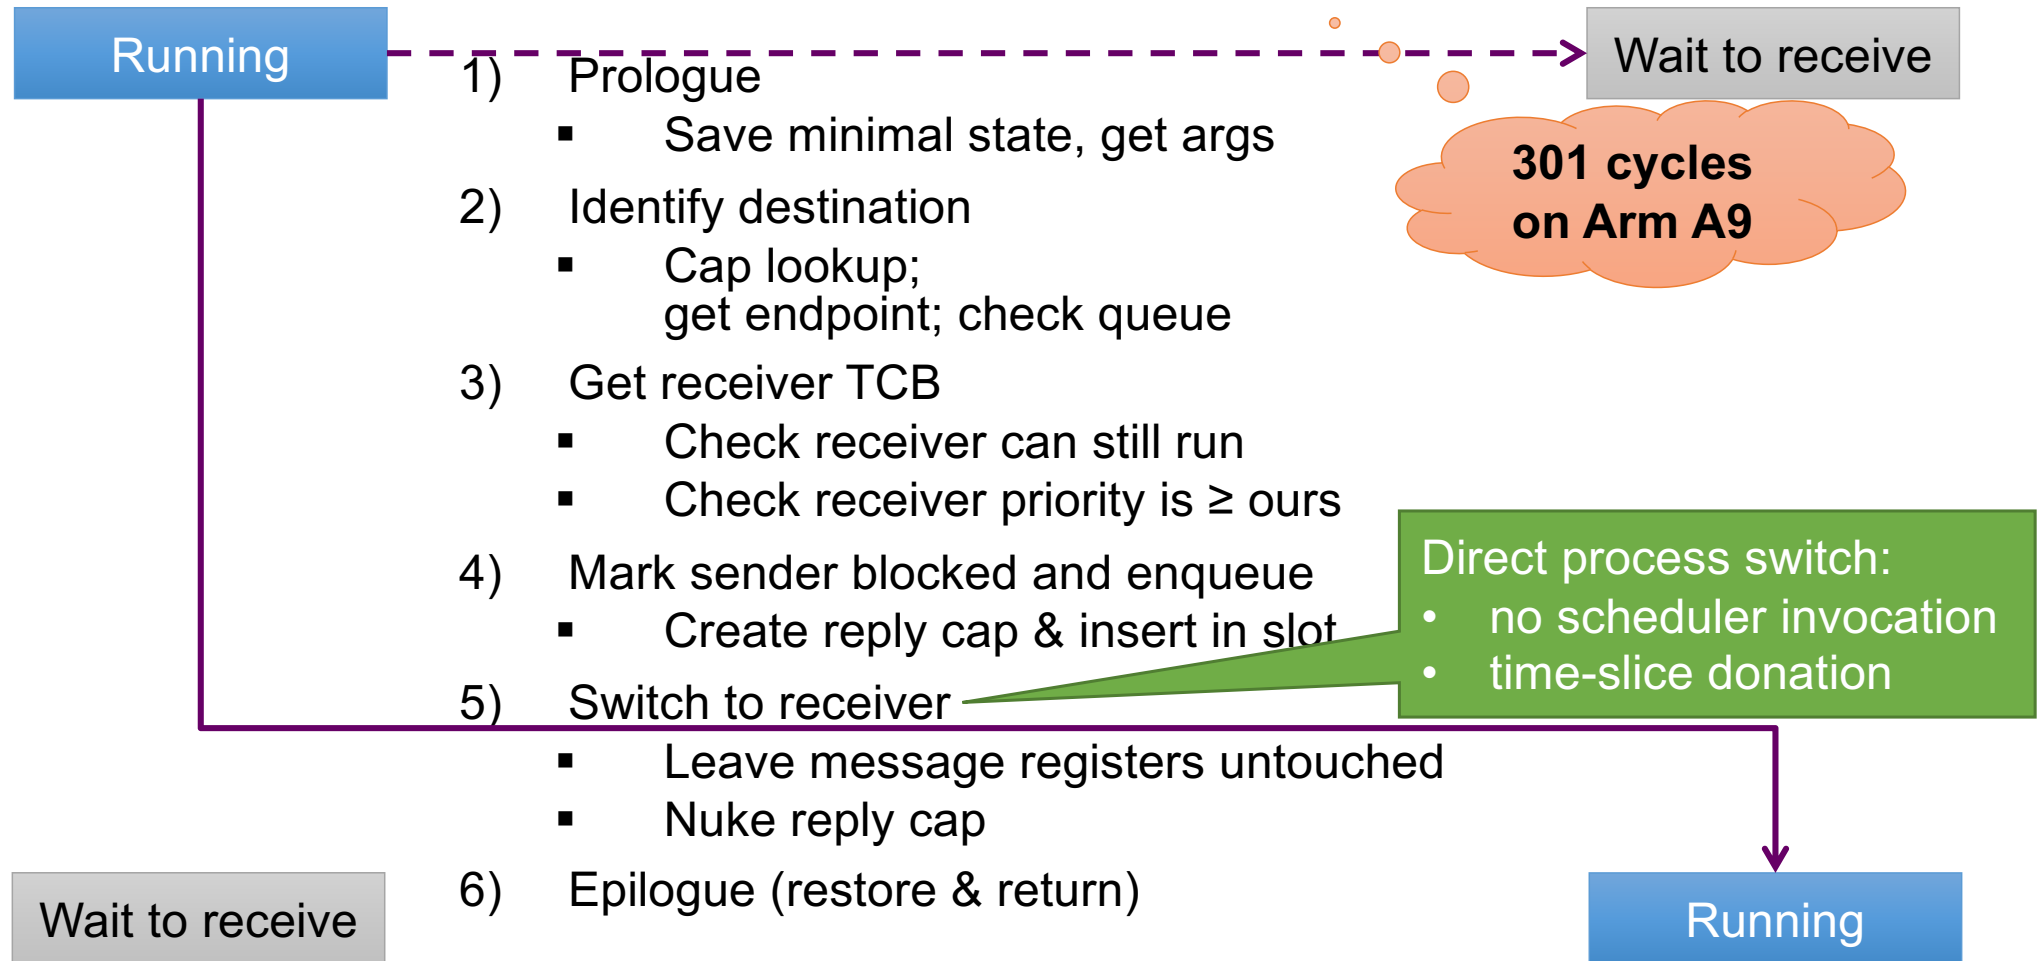 Running
Wait to receive
1) Prologue
▪ Save minimal state, get args
301 cycles
on Arm A9
2) Identify destination
▪ Cap lookup;
get endpoint; check queue
3) Get receiver TCB
▪ Check receiver can still run
▪ Check receiver priority is ≥ ours
4) Mark sender blocked and enqueue
▪ Create reply cap & insert in slot
Direct process switch:
• no scheduler invocation
• time-slice donation
5) Switch to receiver
▪ Leave message registers untouched
▪ Nuke reply cap
6) Epilogue (restore & return)
Wait to receive
Running